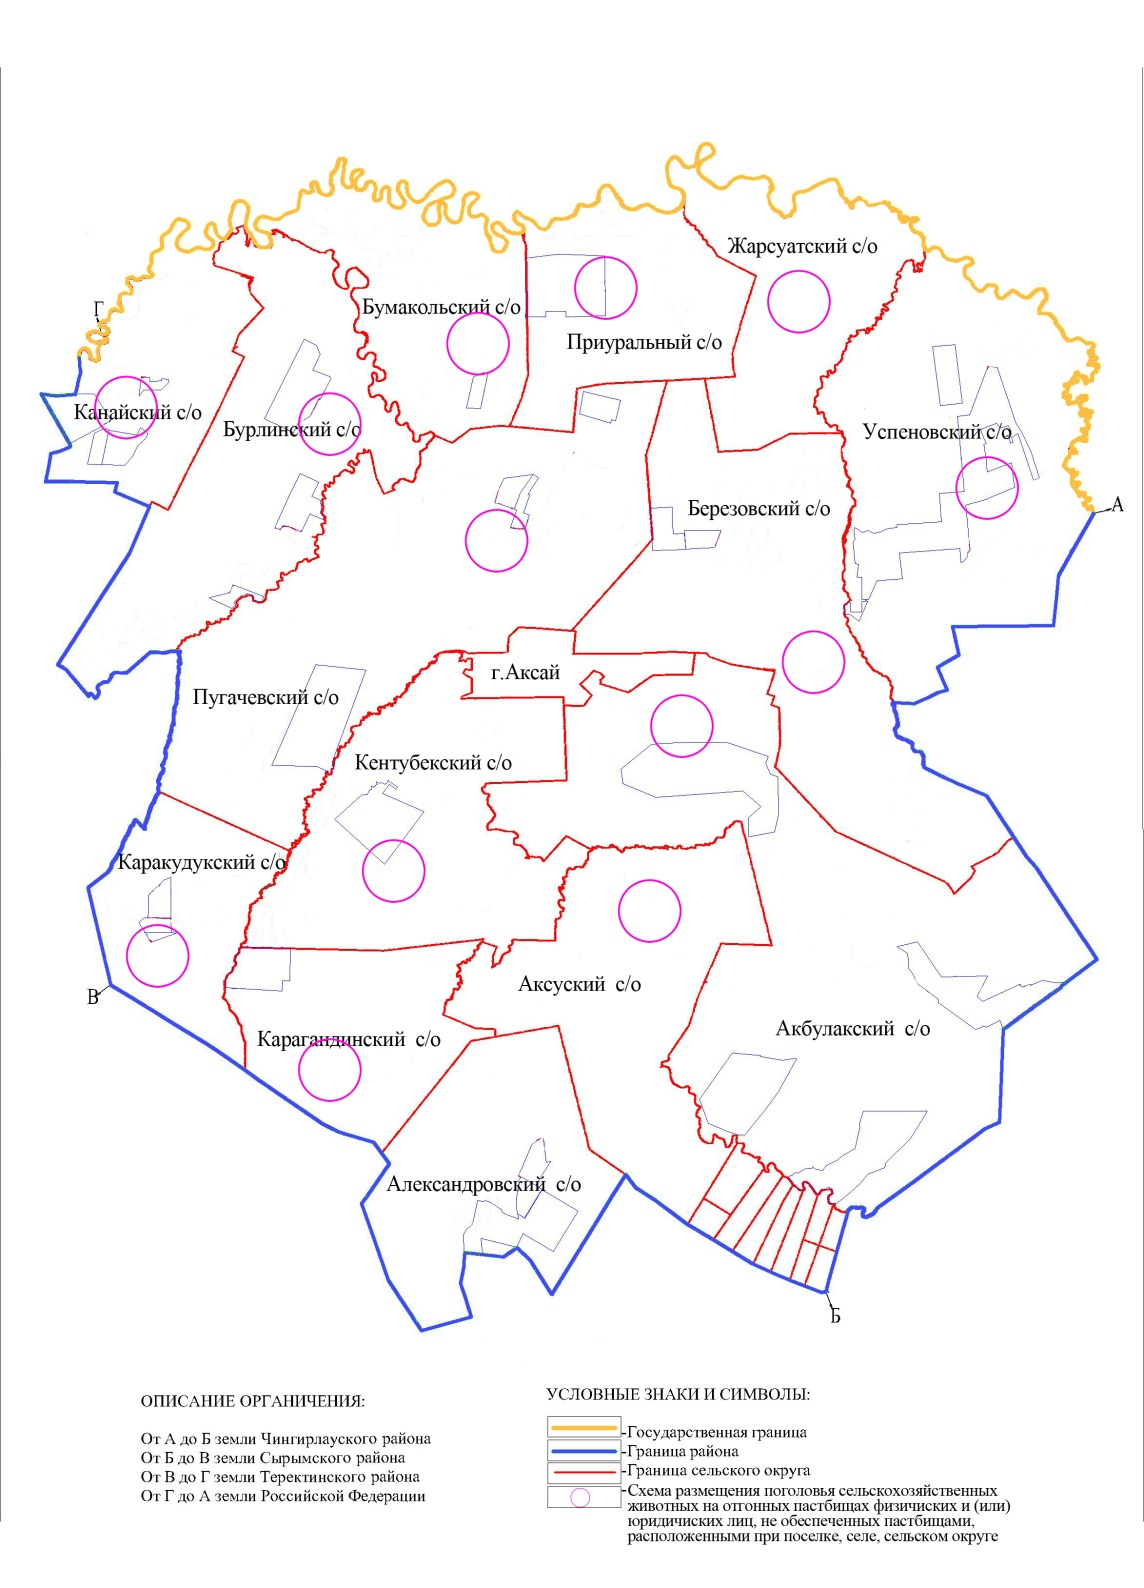 Жарсуатский с/о
Г
Бумакольский с/о
Приуральный с/о
Канайский с/о
Бурлинский с/о
Успеновский с/о
А
Березовский с/о
г.Аксай
Пугачевский с/о
Кентубекский с/о
Каракудукский с/о
В
Аксуский с/о
Карагандинский с/о
Акбулакский с/о
Александровский с/о
Б
ОПИСАНИЕ ОРГАНИЧЕНИЯ:
От А до Б земли Чингирлауского района
От Б до В земли Сырымского района
От В до Г земли Теректинского района
От Г до А земли Российской Федерации
УСЛОВНЫЕ ЗНАКИ И СИМВОЛЫ:
-Государственная граница
-Граница района
-Граница сельского округа
-Схема размещения поголовья сельскохозяйственных
животных на отгонных пастбищах физичиских и (или)
юридичиских лиц, не обеспеченных пастбищами,
расположенными при поселке, селе, сельском округе